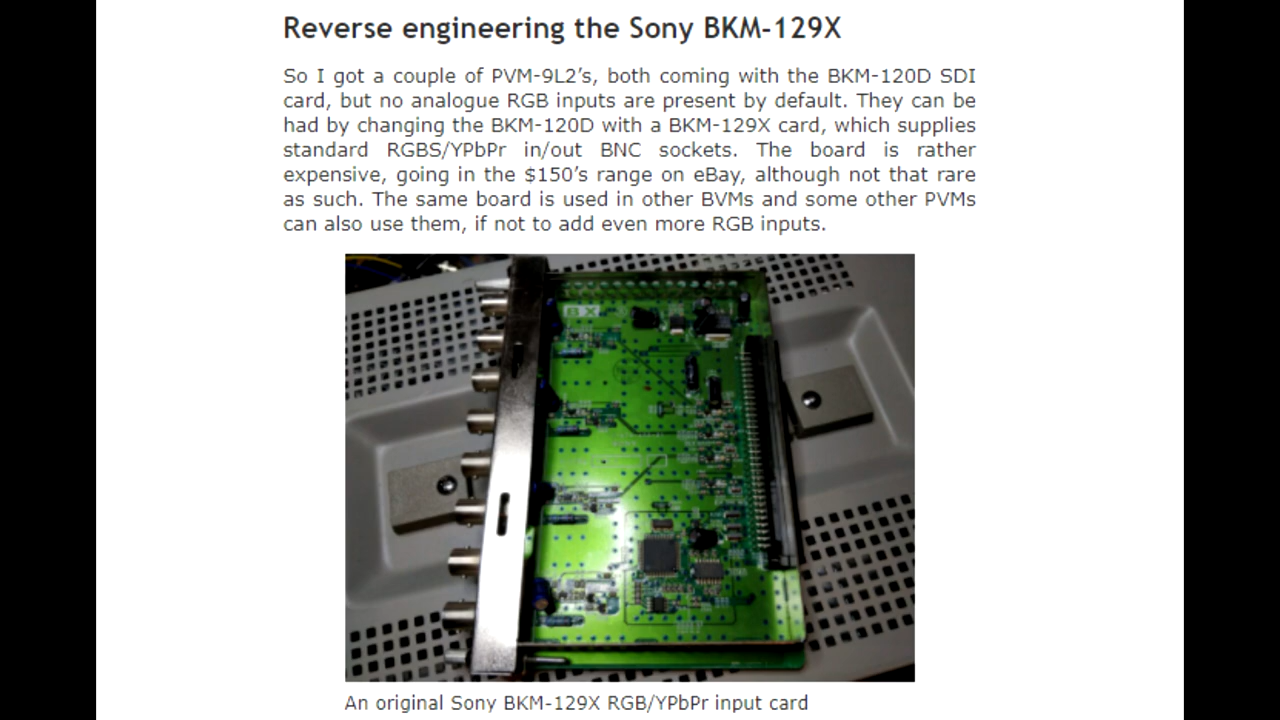 Reverse engineering the Sony BKM-129X
So I got a couple of PVM-9L2's, both coming with the BKM-120D SDI
card, but no analogue RGB inputs are present by default. They can be
had by changing the BKM-120D with a BKM-129X card, which supplies
standard RGBS/YPbPr in/out BNC sockets. The board is rather
expensive, going in the $150's range on eBay, although not that rare
as such. The same board is used in other BVMs and some other PVMs
can also use them, if not to add even more RGB inputs.
BX
An original Sony BKM-129X RGB/YPbPr input card